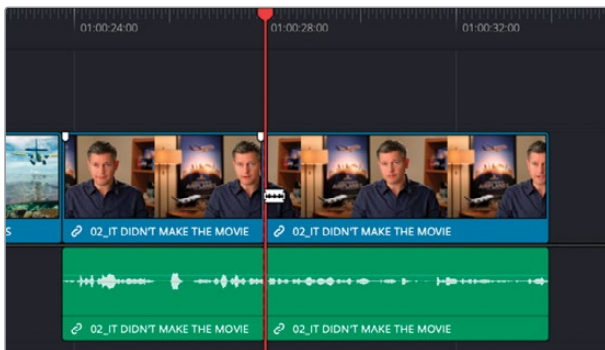 01:00:24:00 01:00:28:00 01:00:32:00
S 02_IT DIDN'T MAKE THE MOVIE 02_IT DIDN'T MAKE THE MOVIE
02_IT DIDN'T MAKE THE MOVIE 02_IT DIDN'T MAKE THE MOVIE